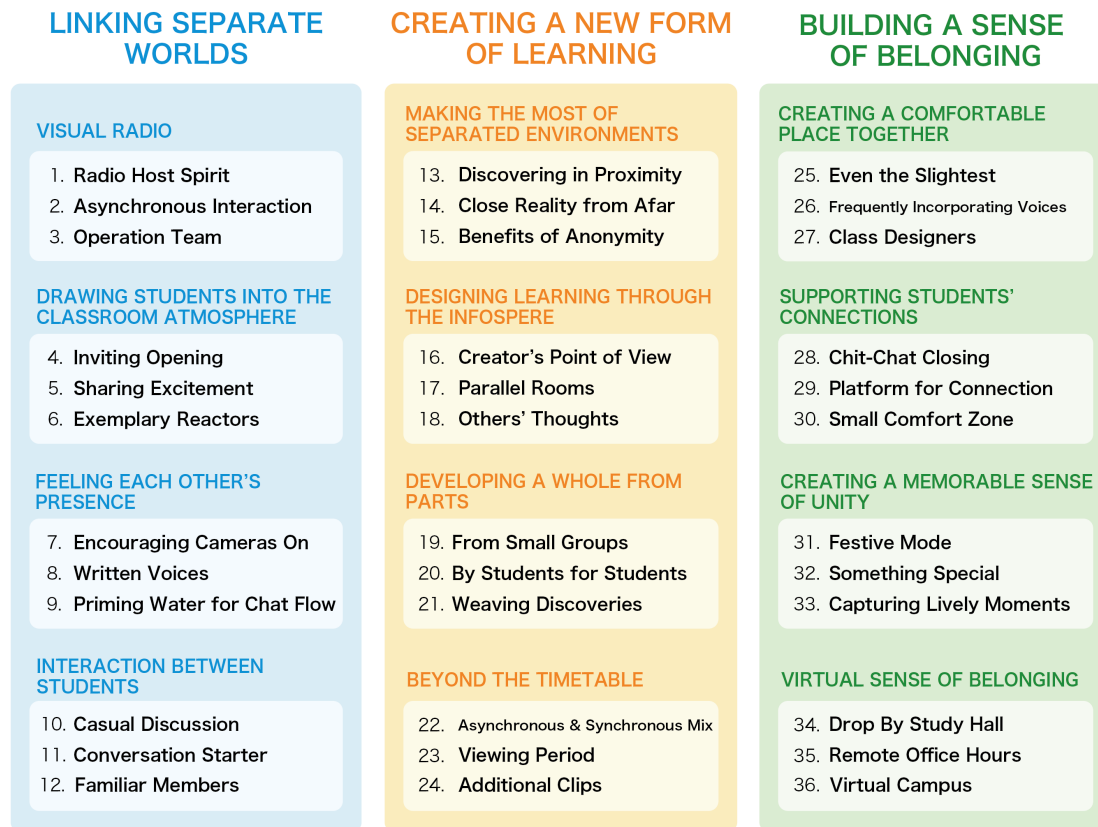 LINKING SEPARATE
WORLDS
VISUAL RADIO
1. Radio Host Spirit
2. Asynchronous Interaction
3. Operation Team
DRAWING STUDENTS INTO THE
CLASSROOM ATMOSPHERE
4. Inviting Opening
5. Sharing Excitement
6. Exemplary Reactors
FEELING EACH OTHER'S
PRESENCE
7. Encouraging Cameras On
8. Written Voices
9. Priming Water for Chat Flow
INTERACTION BETWEEN
STUDENTS
10. Casual Discussion
11. Conversation Starter
12. Familiar Members
CREATING A NEW FORM
OF LEARNING
MAKING THE MOST OF
SEPARATED ENVIRONMENTS
13. Discovering in Proximity
14. Close Reality from Afar
15. Benefits of Anonymity
DESIGNING LEARNING THROUGH
THE INFOSPERE
16. Creator's Point of View
17. Parallel Rooms
18. Others' Thoughts
DEVELOPING A WHOLE FROM
PARTS
19. From Small Groups
20. By Students for Students
21. Weaving Discoveries
BEYOND THE TIMETABLE
22. Asynchronous & Synchronous Mix
23. Viewing Period
24. Additional Clips
BUILDING A SENSE
OF BELONGING
CREATING A COMFORTABLE
PLACE TOGETHER
25. Even the Slightest
26. Frequently Incorporating Voices
27. Class Designers
SUPPORTING STUDENTS'
CONNECTIONS
28. Chit-Chat Closing
29. Platform for Connection
30. Small Comfort Zone
CREATING A MEMORABLE SENSE
OF UNITY
31. Festive Mode
32. Something Special
33. Capturing Lively Moments
VIRTUAL SENSE OF BELONGING
34. Drop By Study Hall
35. Remote Office Hours
36. Virtual Campus